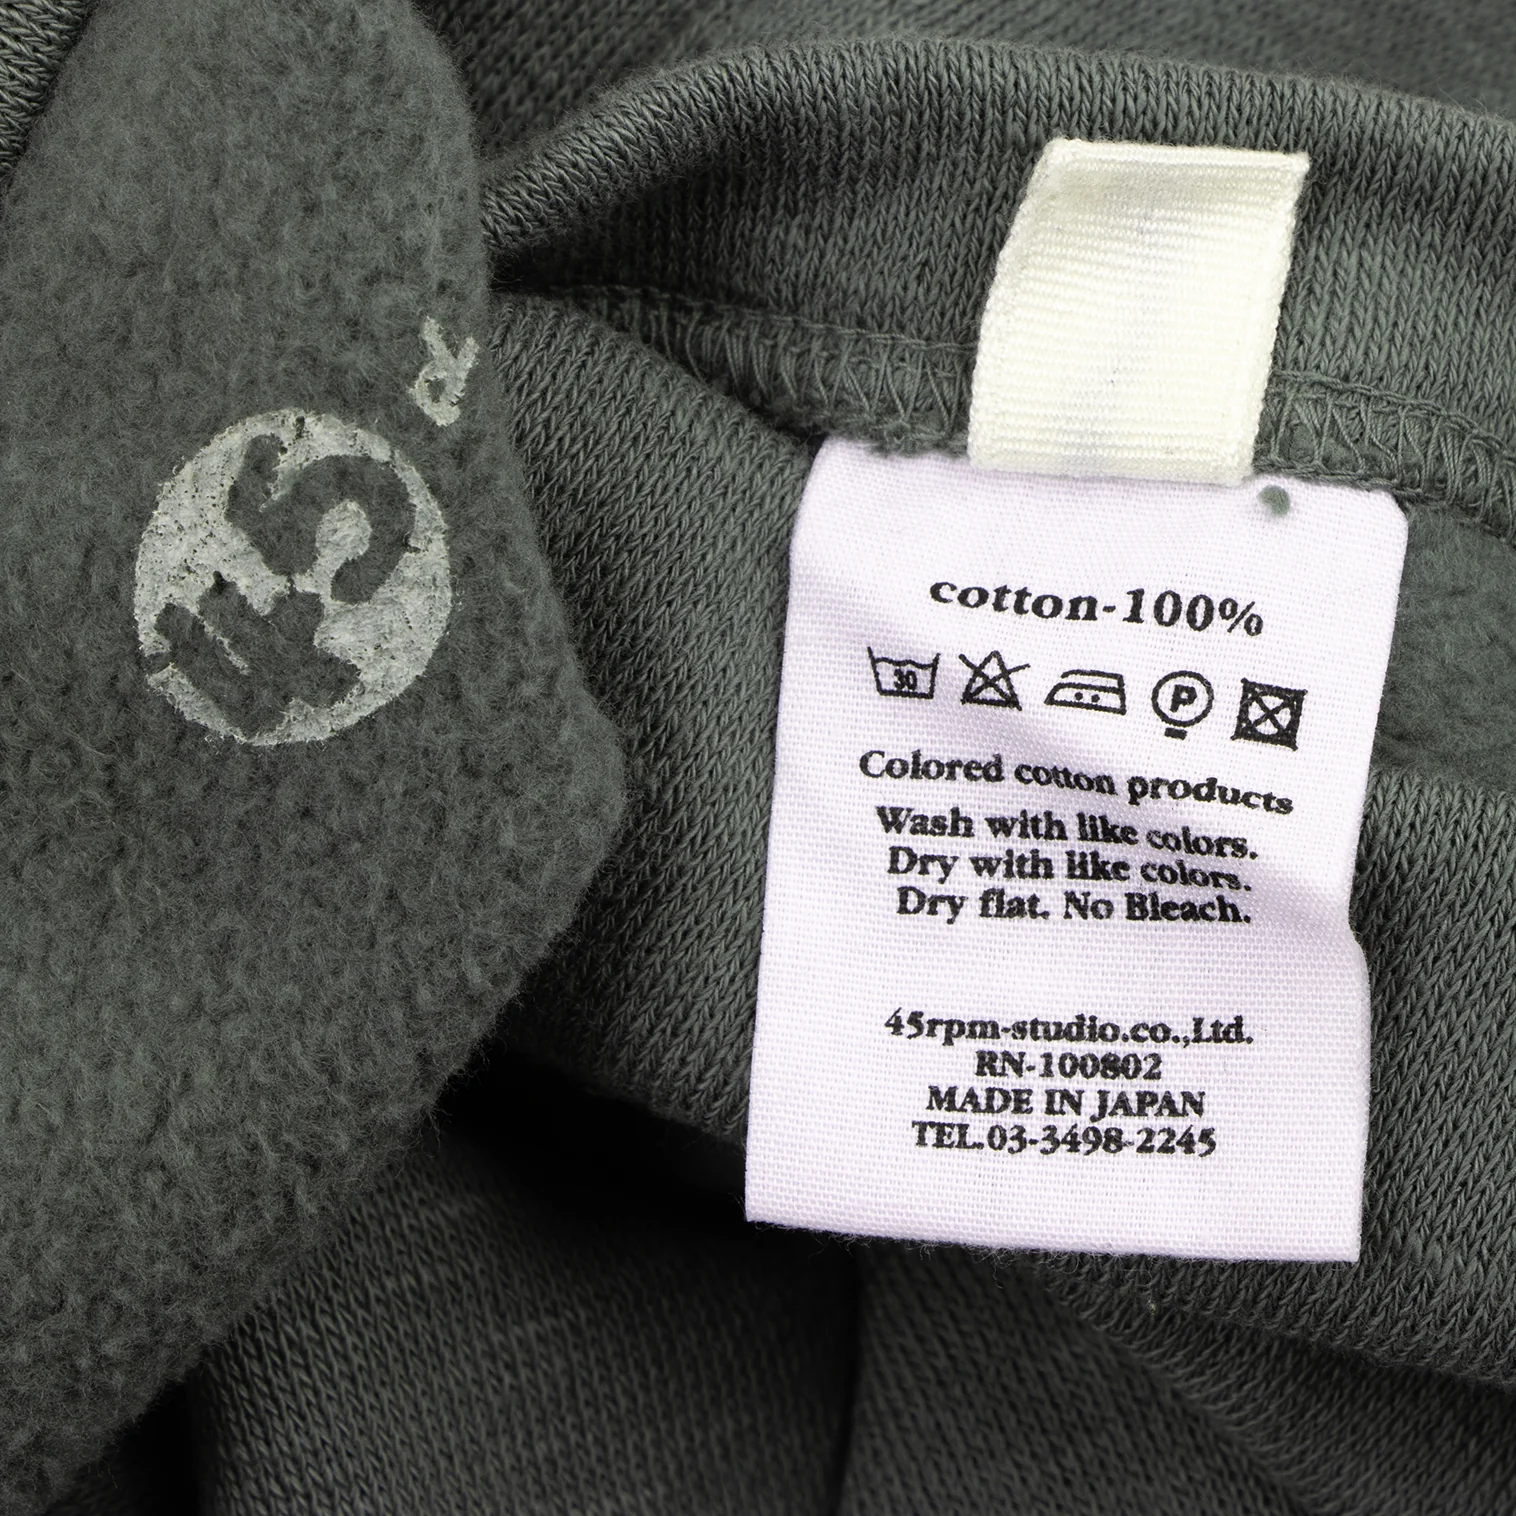 45
R
cotton-100%
30 P
Colored cotton products
Wash with like colors.
Dry with like colors.
Dry flat. No Bleach.
45rpm-studio.co.,Ltd.
RN-100802
MADE IN JAPAN
TEL.03-3498-2245